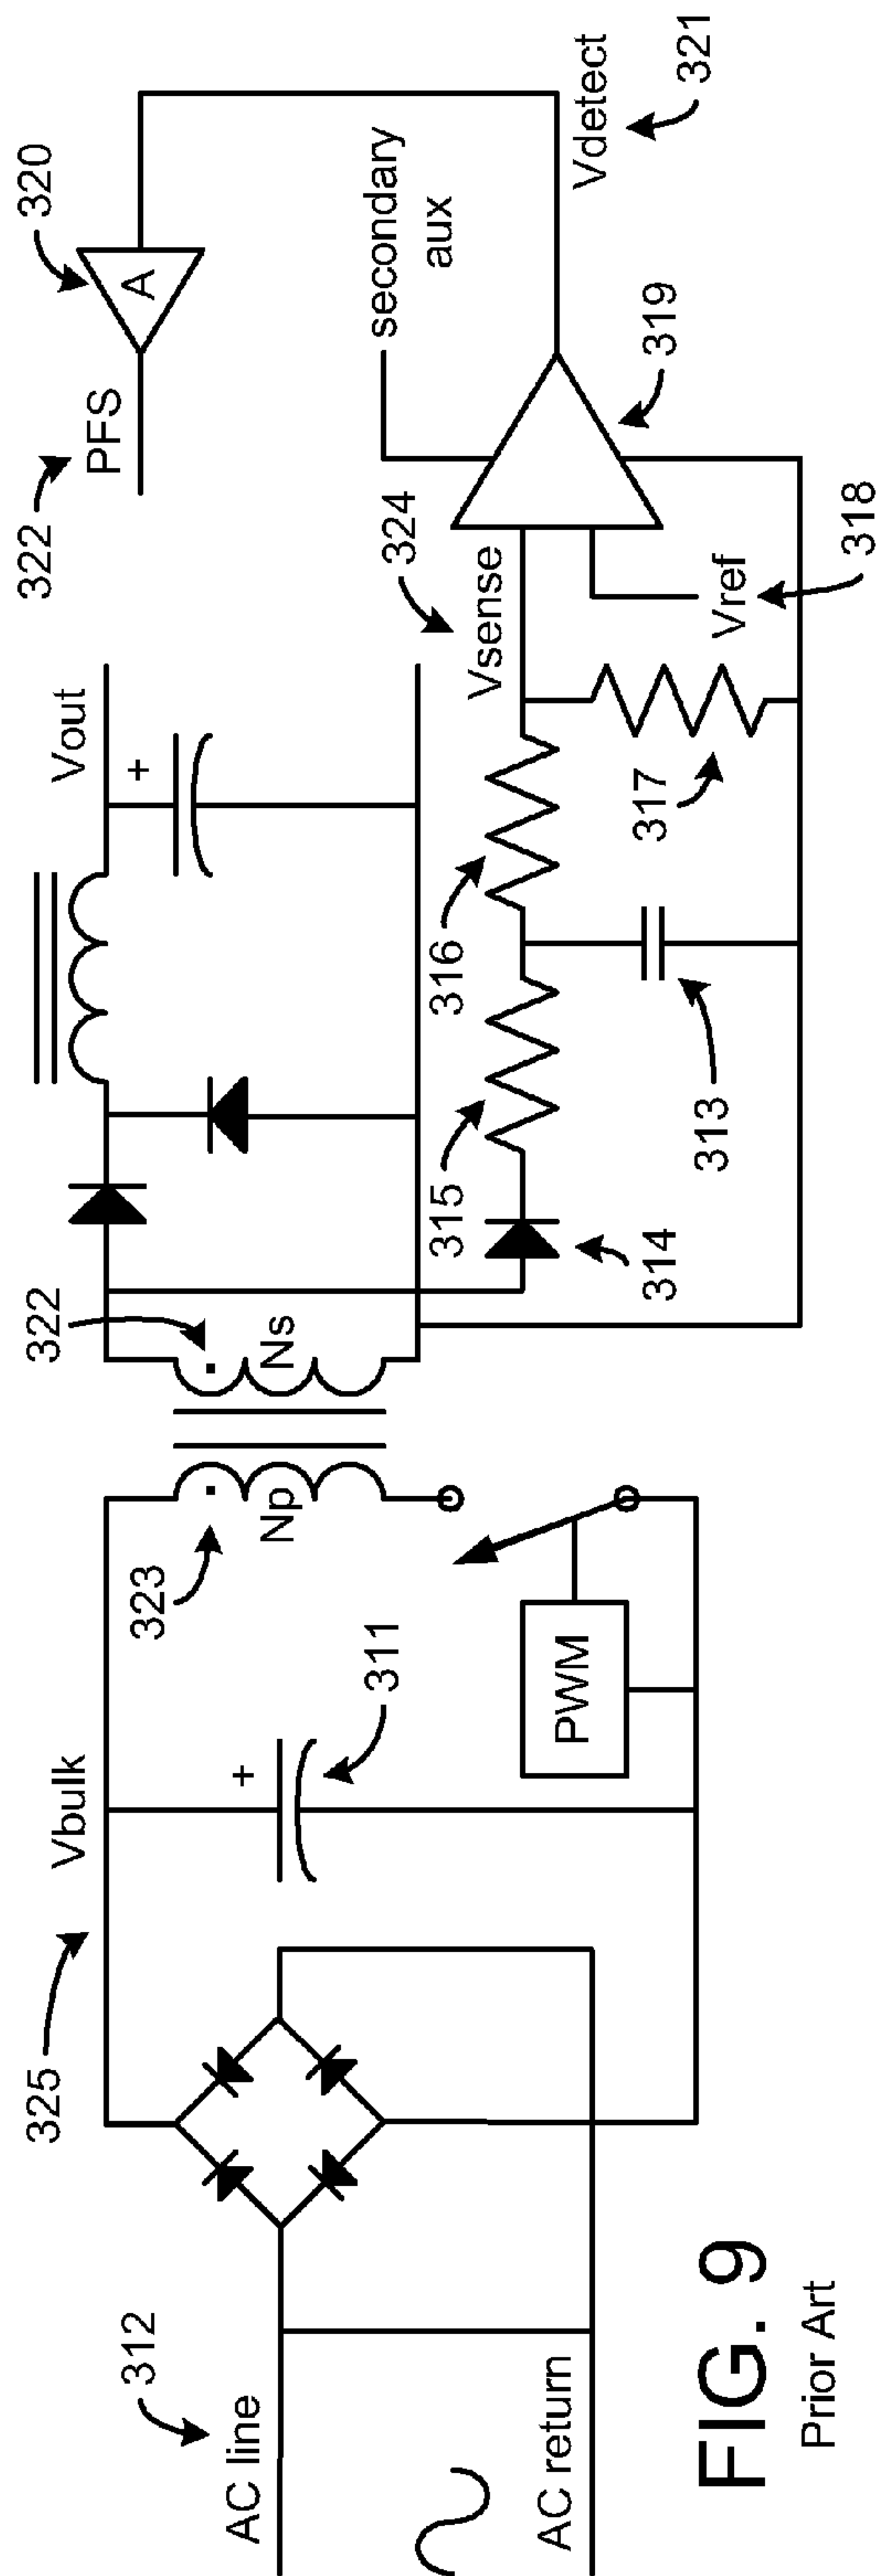 312
AC line
AC return
325
Vbulk
+
311
PWM
323
Np
322
Ns
Vout
+
314
315
313
316
317
Vsense
324
Vref
318
319
secondary
aux
Vdetect
321
322
PFS
A
320
FIG. 9
Prior Art